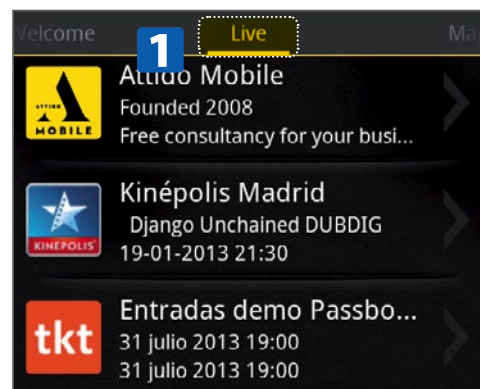 Welcome
Live
1
Attido Mobile
Founded 2008
Free consultancy for your busi...
ATTIDO
MOBILE
Kinépolis Madrid
Django Unchained DUBDIG
19-01-2013 21:30
KINEPOLIS
Entradas demo Passbo...
31 julio 2013 19:00
31 julio 2013 19:00
tkt